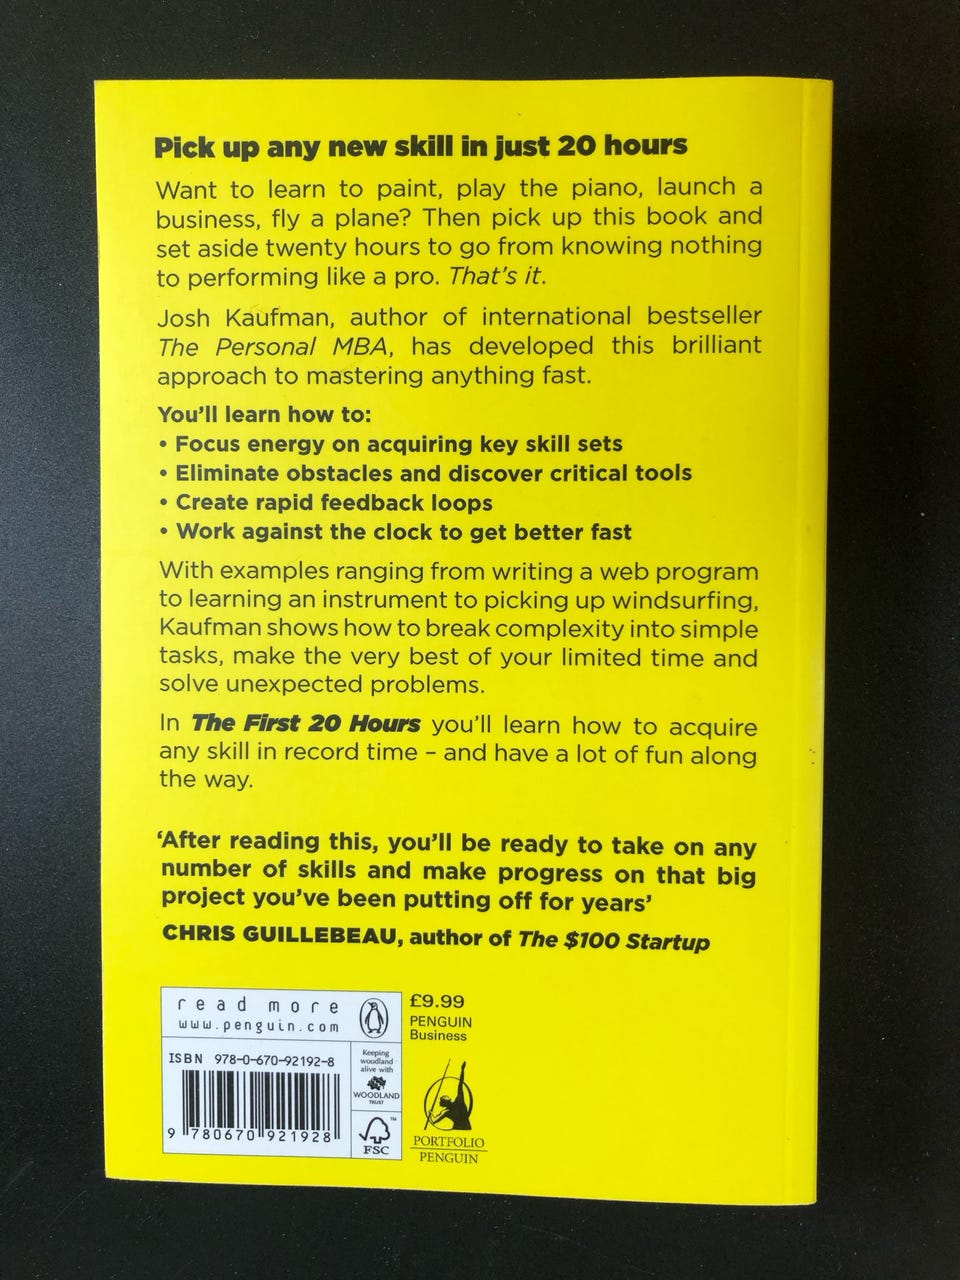 Pick up any new skill in just 20 hours
Want to learn to paint, play the piano, launch a
business, fly a plane? Then pick up this book and
set aside twenty hours to go from knowing nothing
to performing like a pro. That's it.
Josh Kaufman, author of international bestseller
The Personal MBA, has developed this brilliant
approach to mastering anything fast.
You'll learn how to:
• Focus energy on acquiring key skill sets
• Eliminate obstacles and discover critical tools
• Create rapid feedback loops
• Work against the clock to get better fast
With examples ranging from writing a web program
to learning an instrument to picking up windsurfing,
Kaufman shows how to break complexity into simple
tasks, make the very best of your limited time and
solve unexpected problems.
In The First 20 Hours you'll learn how to acquire
any skill in record time – and have a lot of fun along
the way.
'After reading this, you'll be ready to take on any
number of skills and make progress on that big
project you've been putting off for years'
CHRIS GUILLEBEAU, author of The $100 Startup
read more
www.penguin.com
£9.99
PENGUIN
Business
ISBN 978-0-670-92192-8
9 780670 921928
Keeping
woodland
alive with
WOODLAND
TRUST
™
FSC
PORTFOLIO
PENGUIN